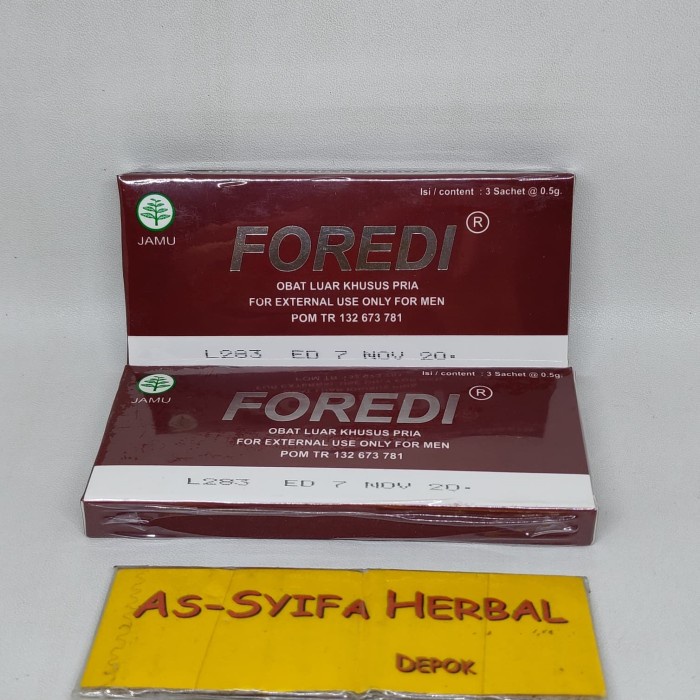 Isi / content : 3 Sachet @ 0.5g.
JAMU
FOREDI ®
OBAT LUAR KHUSUS PRIA
FOR EXTERNAL USE ONLY FOR MEN
POM TR 132 673 781
L283 ED 7 NOV 20
Isi / content : 3 Sachet @ 0.5g.
JAMU
FOREDI ®
OBAT LUAR KHUSUS PRIA
FOR EXTERNAL USE ONLY FOR MEN
POM TR 132 673 781
L283 ED 7 NOV 20
AS-SYIFA HERBAL
DEPOK